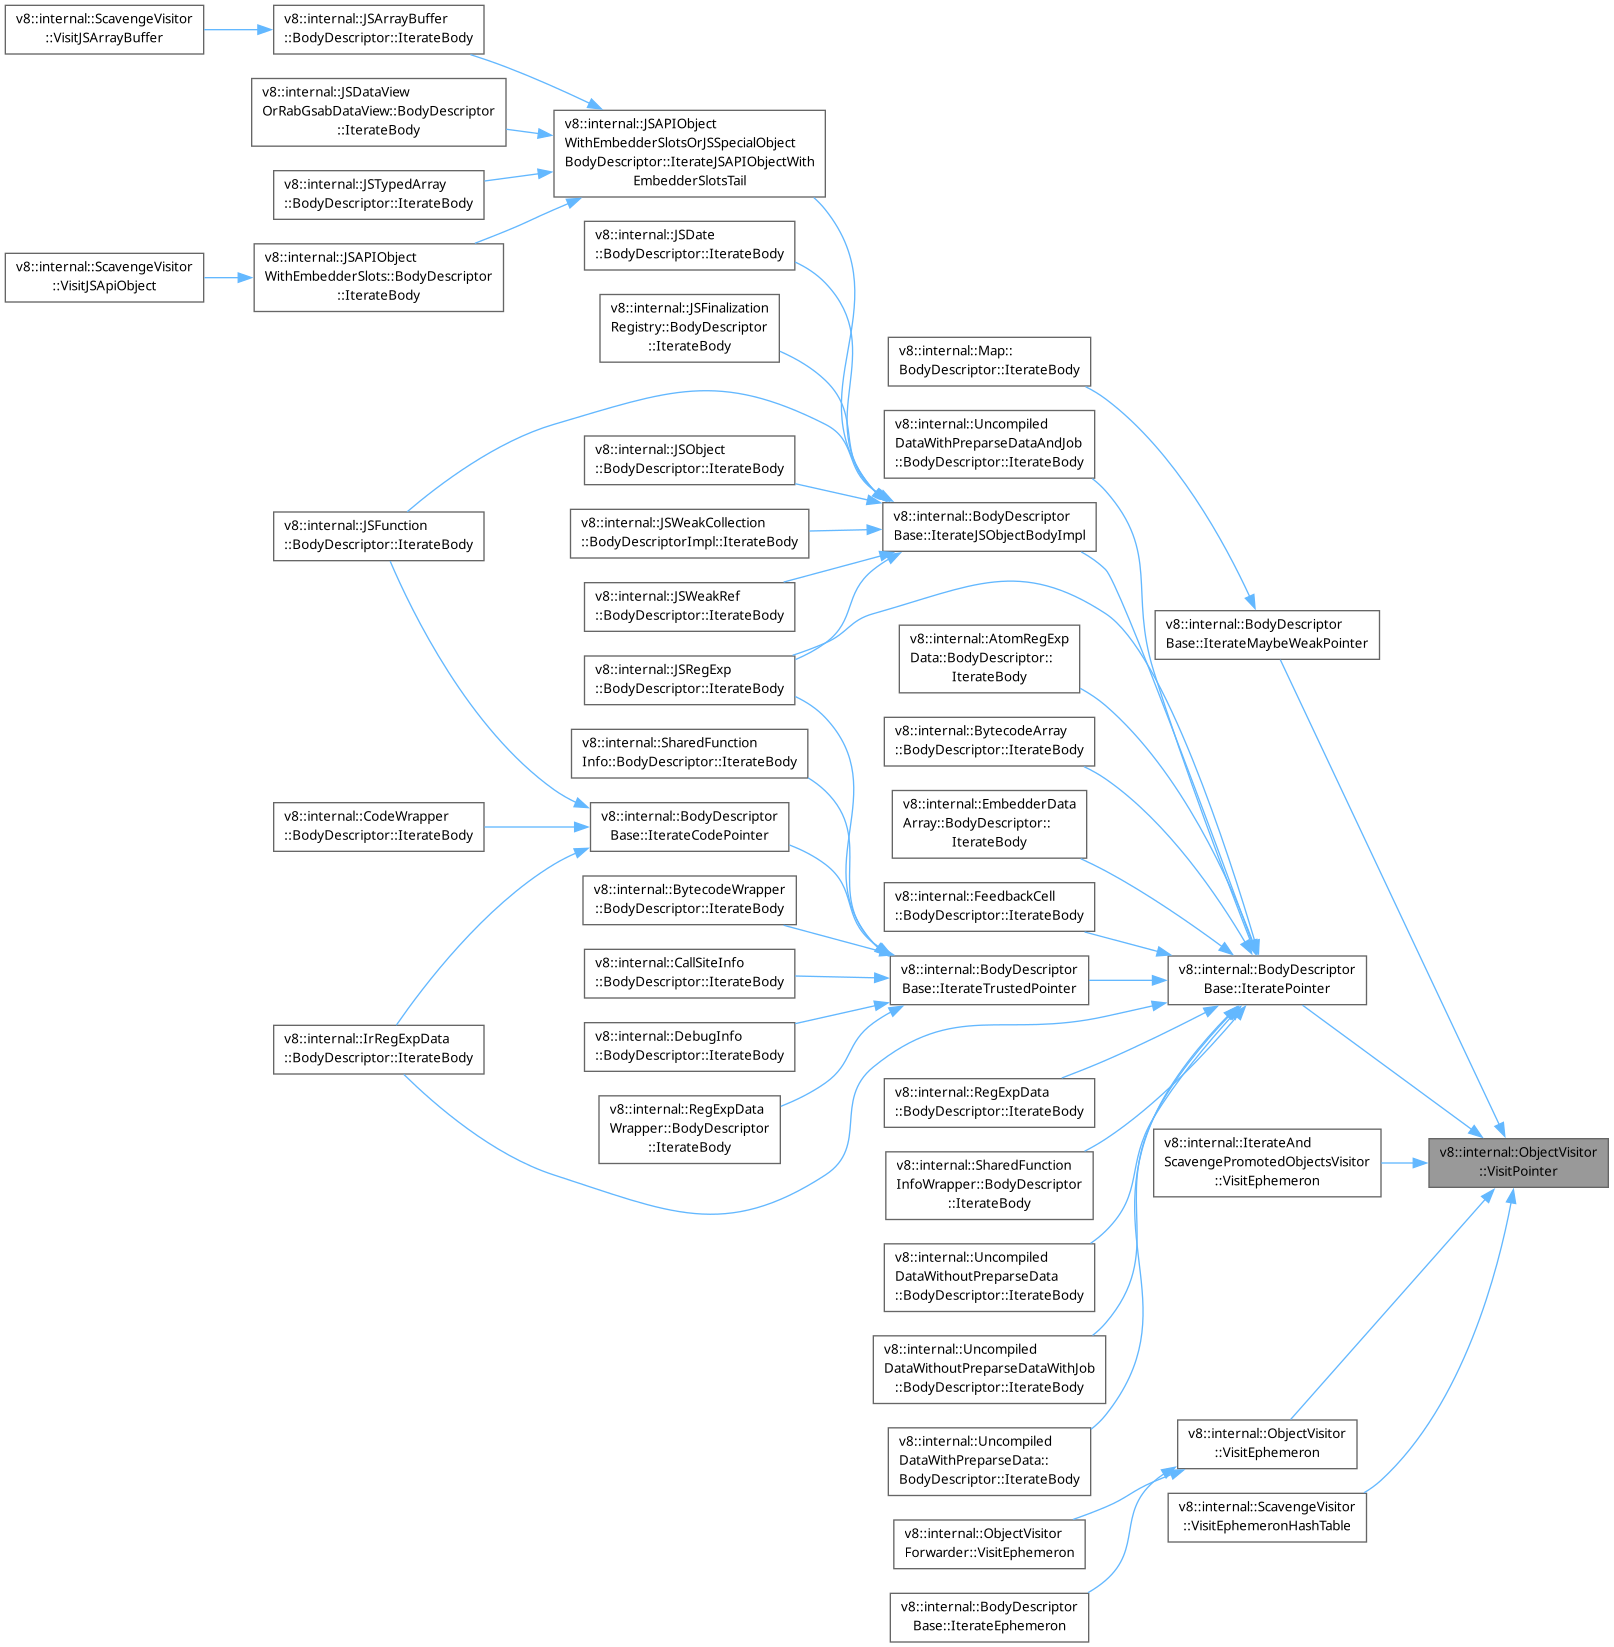 v8::internal::ScavengeVisitor
::VisitJSArrayBuffer
v8::internal::JSArrayBuffer
::BodyDescriptor::IterateBody
v8::internal::JSDataView
OrRabGsabDataView::BodyDescriptor
::IterateBody
v8::internal::JSAPIObject
WithEmbedderSlotsOrJSSpecialObject
BodyDescriptor::IterateJSAPIObjectWith
EmbedderSlotsTail
v8::internal::JSTypedArray
::BodyDescriptor::IterateBody
v8::internal::ScavengeVisitor
::VisitJSApiObject
v8::internal::JSAPIObject
WithEmbedderSlots::BodyDescriptor
::IterateBody
v8::internal::JSDate
::BodyDescriptor::IterateBody
v8::internal::JSFinalization
Registry::BodyDescriptor
::IterateBody
v8::internal::Map::
BodyDescriptor::IterateBody
v8::internal::Uncompiled
DataWithPreparseDataAndJob
::BodyDescriptor::IterateBody
v8::internal::JSObject
::BodyDescriptor::IterateBody
v8::internal::JSFunction
::BodyDescriptor::IterateBody
v8::internal::JSWeakCollection
::BodyDescriptorImpl::IterateBody
v8::internal::BodyDescriptor
Base::IterateJSObjectBodyImpl
v8::internal::JSWeakRef
::BodyDescriptor::IterateBody
v8::internal::BodyDescriptor
Base::IterateMaybeWeakPointer
v8::internal::JSRegExp
::BodyDescriptor::IterateBody
v8::internal::AtomRegExp
Data::BodyDescriptor::
IterateBody
v8::internal::SharedFunction
Info::BodyDescriptor::IterateBody
v8::internal::BytecodeArray
::BodyDescriptor::IterateBody
v8::internal::CodeWrapper
::BodyDescriptor::IterateBody
v8::internal::BodyDescriptor
Base::IterateCodePointer
v8::internal::EmbedderData
Array::BodyDescriptor::
IterateBody
v8::internal::BytecodeWrapper
::BodyDescriptor::IterateBody
v8::internal::FeedbackCell
::BodyDescriptor::IterateBody
v8::internal::CallSiteInfo
::BodyDescriptor::IterateBody
v8::internal::BodyDescriptor
Base::IterateTrustedPointer
v8::internal::BodyDescriptor
Base::IteratePointer
v8::internal::IrRegExpData
::BodyDescriptor::IterateBody
v8::internal::DebugInfo
::BodyDescriptor::IterateBody
v8::internal::RegExpData
Wrapper::BodyDescriptor
::IterateBody
v8::internal::RegExpData
::BodyDescriptor::IterateBody
v8::internal::SharedFunction
InfoWrapper::BodyDescriptor
::IterateBody
v8::internal::IterateAnd
ScavengePromotedObjectsVisitor
::VisitEphemeron
v8::internal::ObjectVisitor
::VisitPointer
v8::internal::Uncompiled
DataWithoutPreparseData
::BodyDescriptor::IterateBody
v8::internal::Uncompiled
DataWithoutPreparseDataWithJob
::BodyDescriptor::IterateBody
v8::internal::Uncompiled
DataWithPreparseData::
BodyDescriptor::IterateBody
v8::internal::ObjectVisitor
::VisitEphemeron
v8::internal::ScavengeVisitor
::VisitEphemeronHashTable
v8::internal::ObjectVisitor
Forwarder::VisitEphemeron
v8::internal::BodyDescriptor
Base::IterateEphemeron